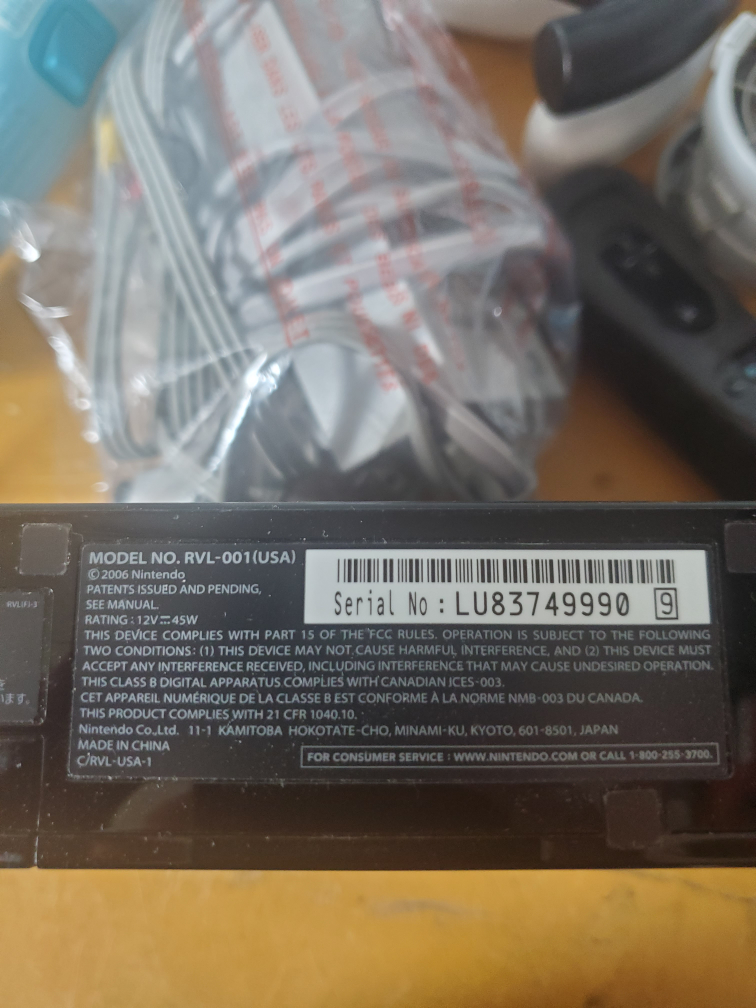 MODEL NO. RVL-001(USA)
© 2006 Nintendo
PATENTS ISSUED AND PENDING,
SEE MANUAL.
RATING : 12V⎓45W
Serial No : LU83749990 9
THIS DEVICE COMPLIES WITH PART 15 OF THE FCC RULES. OPERATION IS SUBJECT TO THE FOLLOWING
TWO CONDITIONS: (1) THIS DEVICE MAY NOT CAUSE HARMFUL INTERFERENCE, AND (2) THIS DEVICE MUST
ACCEPT ANY INTERFERENCE RECEIVED, INCLUDING INTERFERENCE THAT MAY CAUSE UNDESIRED OPERATION.
THIS CLASS B DIGITAL APPARATUS COMPLIES WITH CANADIAN ICES-003.
CET APPAREIL NUMÉRIQUE DE LA CLASSE B EST CONFORME À LA NORME NMB-003 DU CANADA.
THIS PRODUCT COMPLIES WITH 21 CFR 1040.10.
Nintendo Co.,Ltd. 11-1 KAMITOBA HOKOTATE-CHO, MINAMI-KU, KYOTO, 601-8501, JAPAN
MADE IN CHINA
C/RVL-USA-1
FOR CONSUMER SERVICE : WWW.NINTENDO.COM OR CALL 1-800-255-3700.